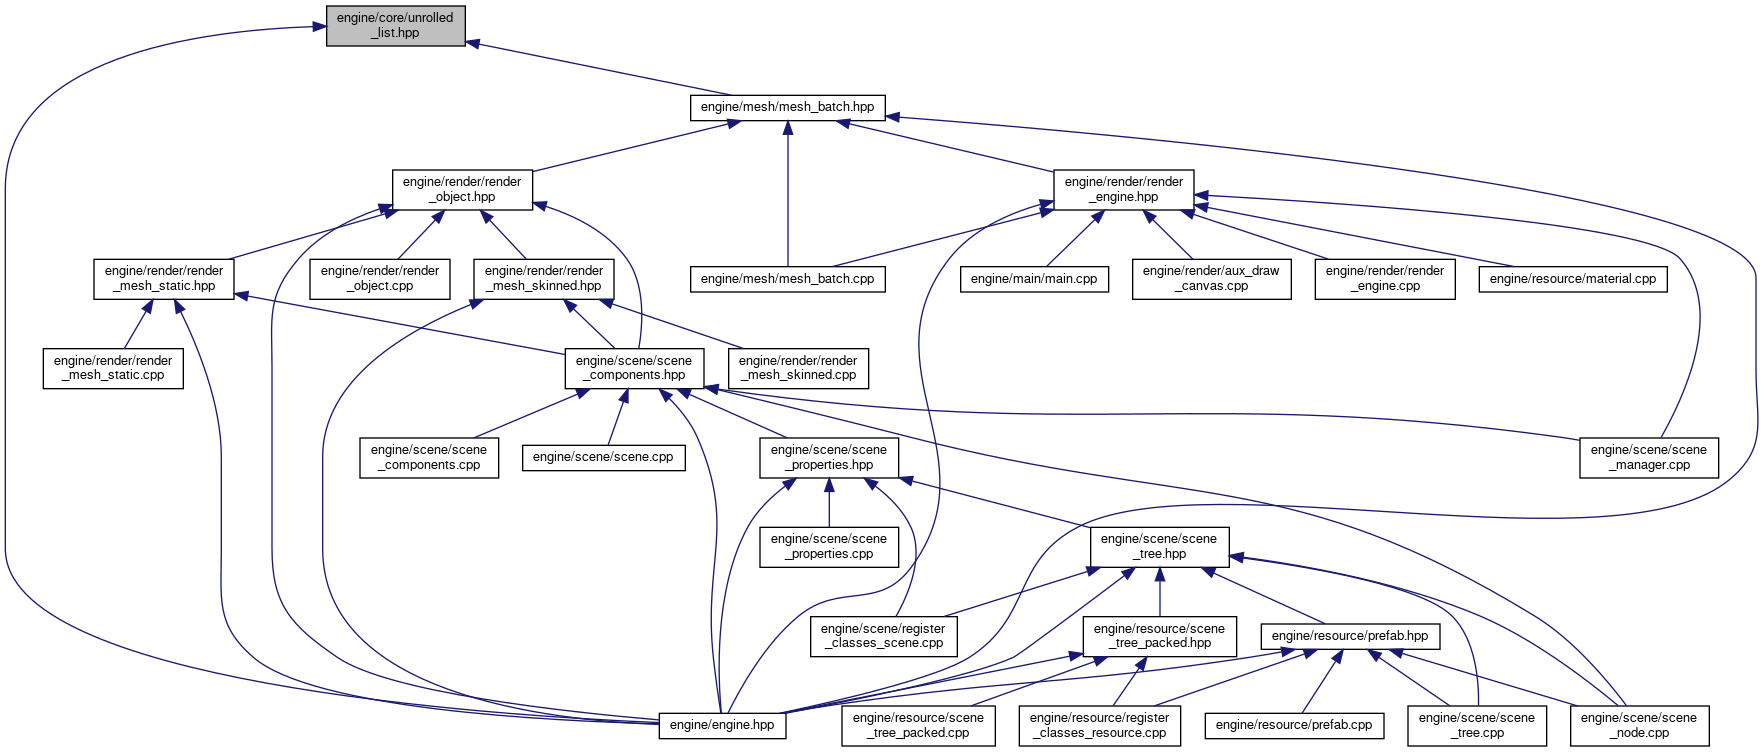 engine/core/unrolled
_list.hpp
engine/mesh/mesh_batch.hpp
engine/render/render
_object.hpp
engine/render/render
_engine.hpp
engine/render/render
_mesh_static.hpp
engine/render/render
_object.cpp
engine/render/render
_mesh_skinned.hpp
engine/mesh/mesh_batch.cpp
engine/main/main.cpp
engine/render/aux_draw
_canvas.cpp
engine/render/render
_engine.cpp
engine/resource/material.cpp
engine/render/render
_mesh_static.cpp
engine/scene/scene
_components.hpp
engine/render/render
_mesh_skinned.cpp
engine/scene/scene
_components.cpp
engine/scene/scene.cpp
engine/scene/scene
_properties.hpp
engine/scene/scene
_manager.cpp
engine/scene/scene
_properties.cpp
engine/scene/scene
_tree.hpp
engine/scene/register
_classes_scene.cpp
engine/resource/scene
_tree_packed.hpp
engine/resource/prefab.hpp
engine/engine.hpp
engine/resource/scene
_tree_packed.cpp
engine/resource/register
_classes_resource.cpp
engine/resource/prefab.cpp
engine/scene/scene
_tree.cpp
engine/scene/scene
_node.cpp